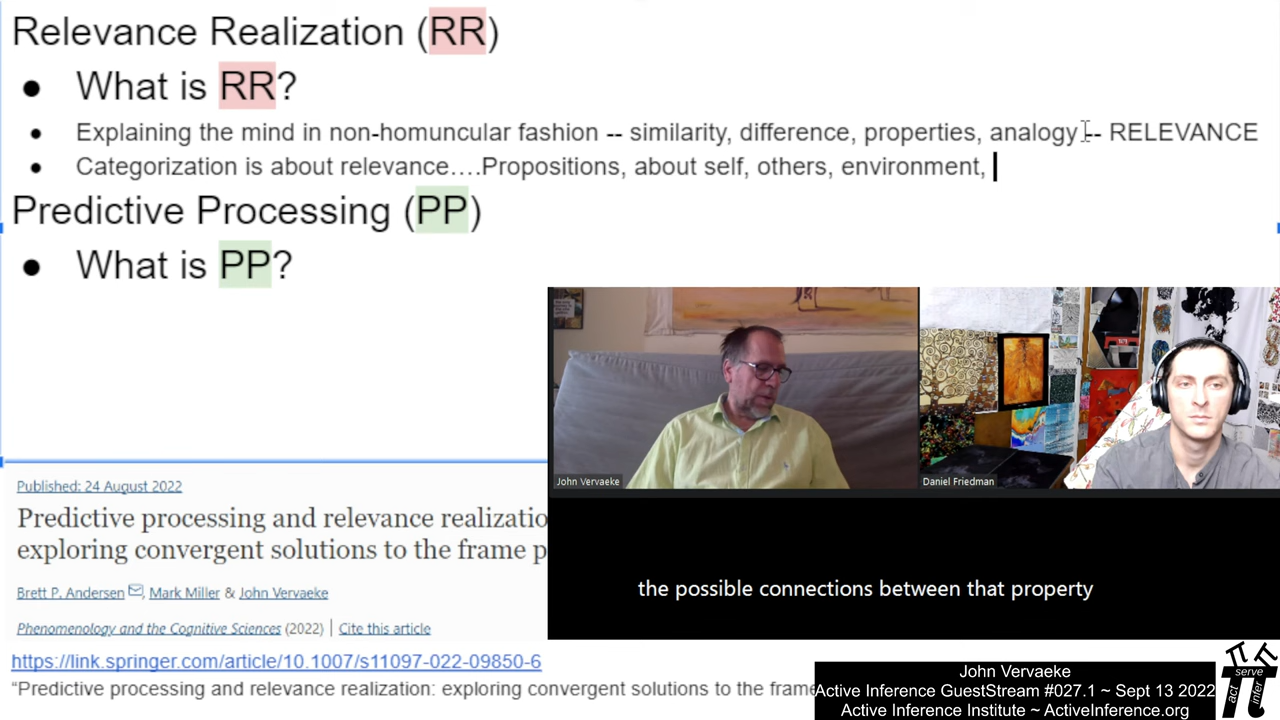 Relevance Realization (RR)
● What is RR?
● Explaining the mind in non-homuncular fashion -- similarity, difference, properties, analogy -- RELEVANCE
● Categorization is about relevance....Propositions, about self, others, environment,
Predictive Processing (PP)
● What is PP?
Published: 24 August 2022
Predictive processing and relevance realizatio
exploring convergent solutions to the frame p
Brett P. Andersen, Mark Miller & John Vervaeke
Phenomenology and the Cognitive Sciences (2022) | Cite this article
https://link.springer.com/article/10.1007/s11097-022-09850-6
“Predictive processing and relevance realization: exploring convergent solutions to the frame
John Vervaeke
Daniel Friedman
the possible connections between that property
John Vervaeke
Active Inference GuestStream #027.1 ~ Sept 13 2022
Active Inference Institute ~ ActiveInference.org
serve
act
infer